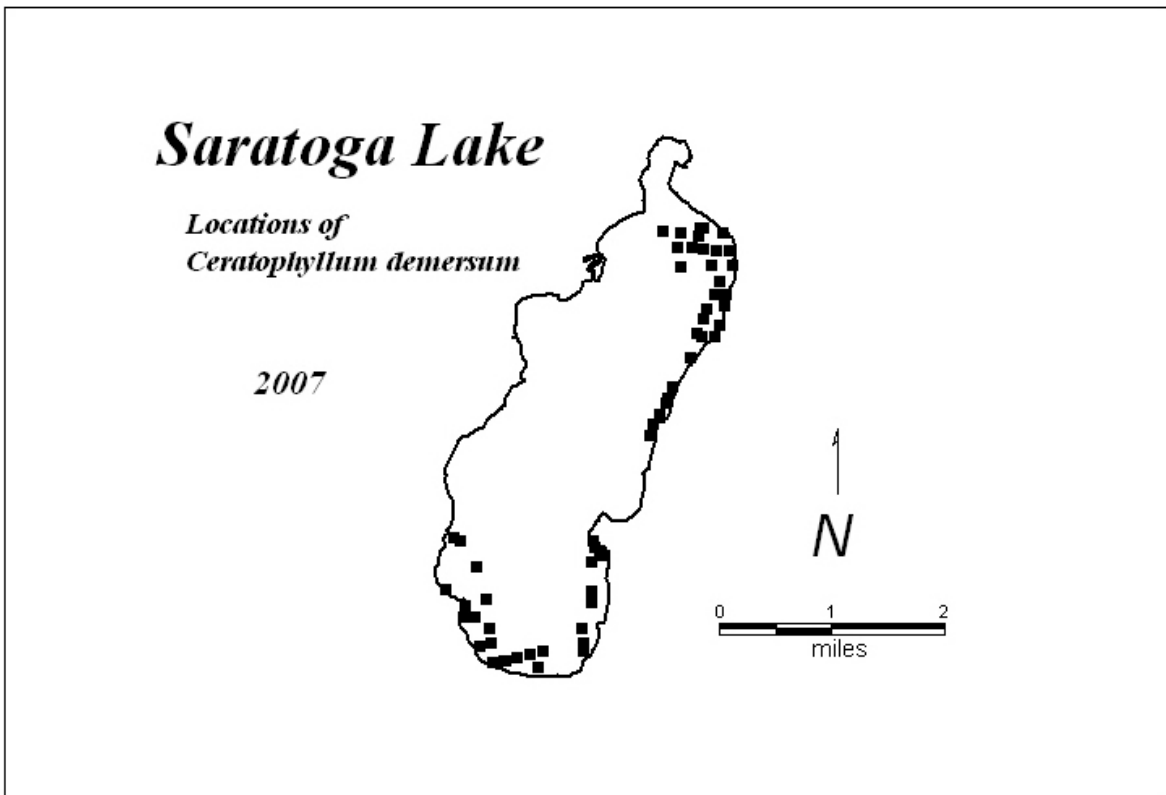 Saratoga Lake
Locations of
Ceratophyllum demersum
2007
N
0 1 2
miles